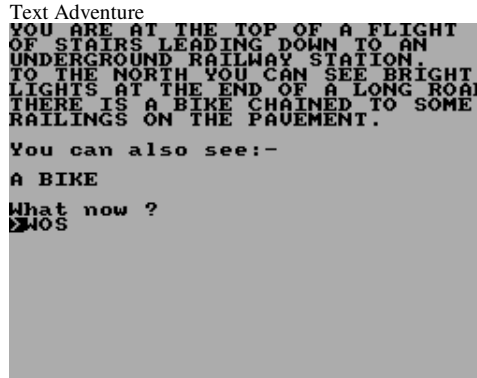 Text Adventure
YOU ARE AT THE TOP OF A FLIGHT
OF STAIRS LEADING DOWN TO AN
UNDERGROUND RAILWAY STATION.
TO THE NORTH YOU CAN SEE BRIGHT
LIGHTS AT THE END OF A LONG ROAD
THERE IS A BIKE CHAINED TO SOME
RAILINGS ON THE PAVEMENT.
You can also see:-
A BIKE
What now ?
>WOS